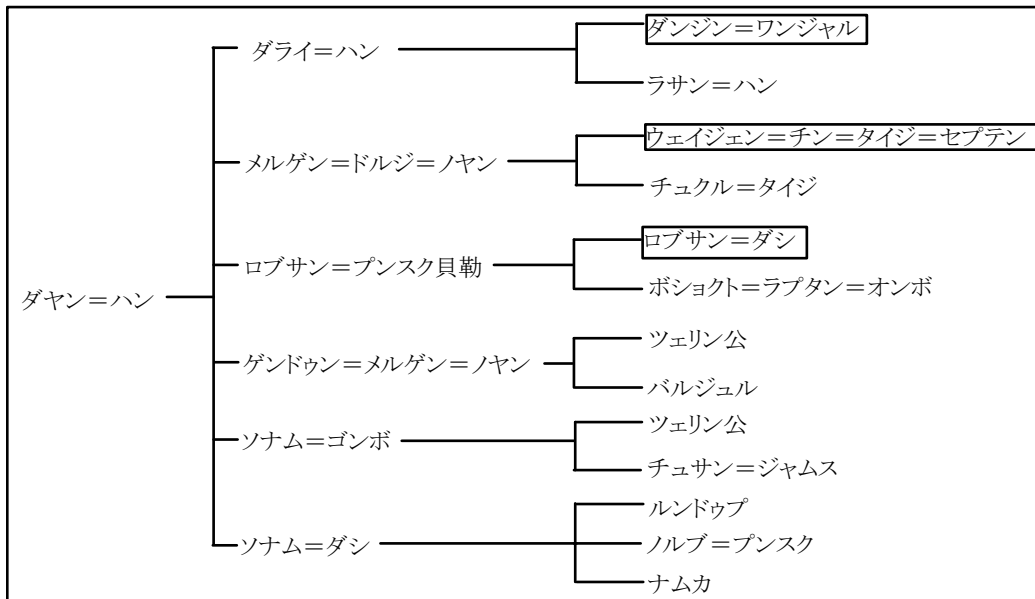 ダヤン＝ハン
ダライ＝ハン
ダンジン＝ワンジャル
ラサン＝ハン
メルゲン＝ドルジ＝ノヤン
ウェイジェン＝チン＝タイジ＝セプテン
チュクル＝タイジ
ロブサン＝プンスク貝勒
ロブサン＝ダシ
ボショクト＝ラプタン＝オンボ
ゲンドゥン＝メルゲン＝ノヤン
ツェリン公
バルジュル
ソナム＝ゴンボ
ツェリン公
チュサン＝ジャムス
ソナム＝ダシ
ルンドゥプ
ノルブ＝プンスク
ナムカ